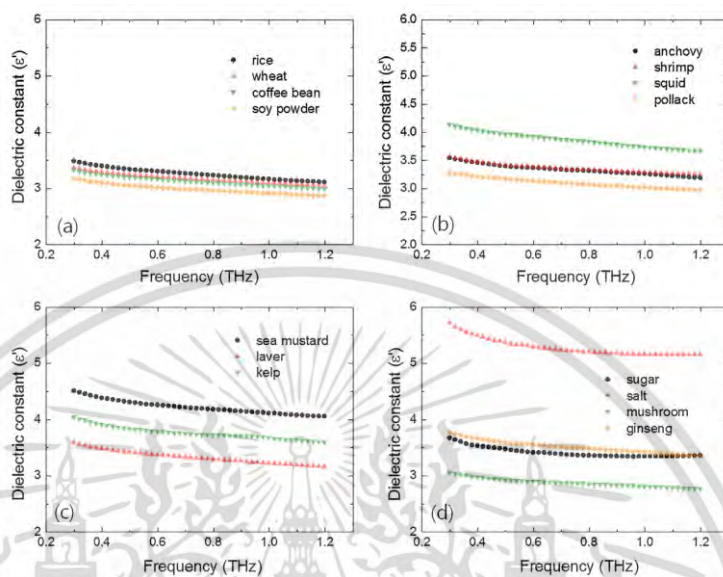 6
5
4
3
2
Dielectric constant (ε')
rice
wheat
coffee bean
soy powder
(a)
0.2 0.4 0.6 0.8 1.0 1.2
Frequency (THz)
6.0
5.5
5.0
4.5
4.0
3.5
3.0
2.5
2.0
Dielectric constant (ε')
anchovy
shrimp
squid
pollack
(b)
0.2 0.4 0.6 0.8 1.0 1.2
Frequency (THz)
6
5
4
3
2
Dielectric constant (ε')
sea mustard
laver
kelp
(c)
0.2 0.4 0.6 0.8 1.0 1.2
Frequency (THz)
6
5
4
3
2
Dielectric constant (ε')
sugar
salt
mushroom
ginseng
(d)
0.2 0.4 0.6 0.8 1.0 1.2
Frequency (THz)